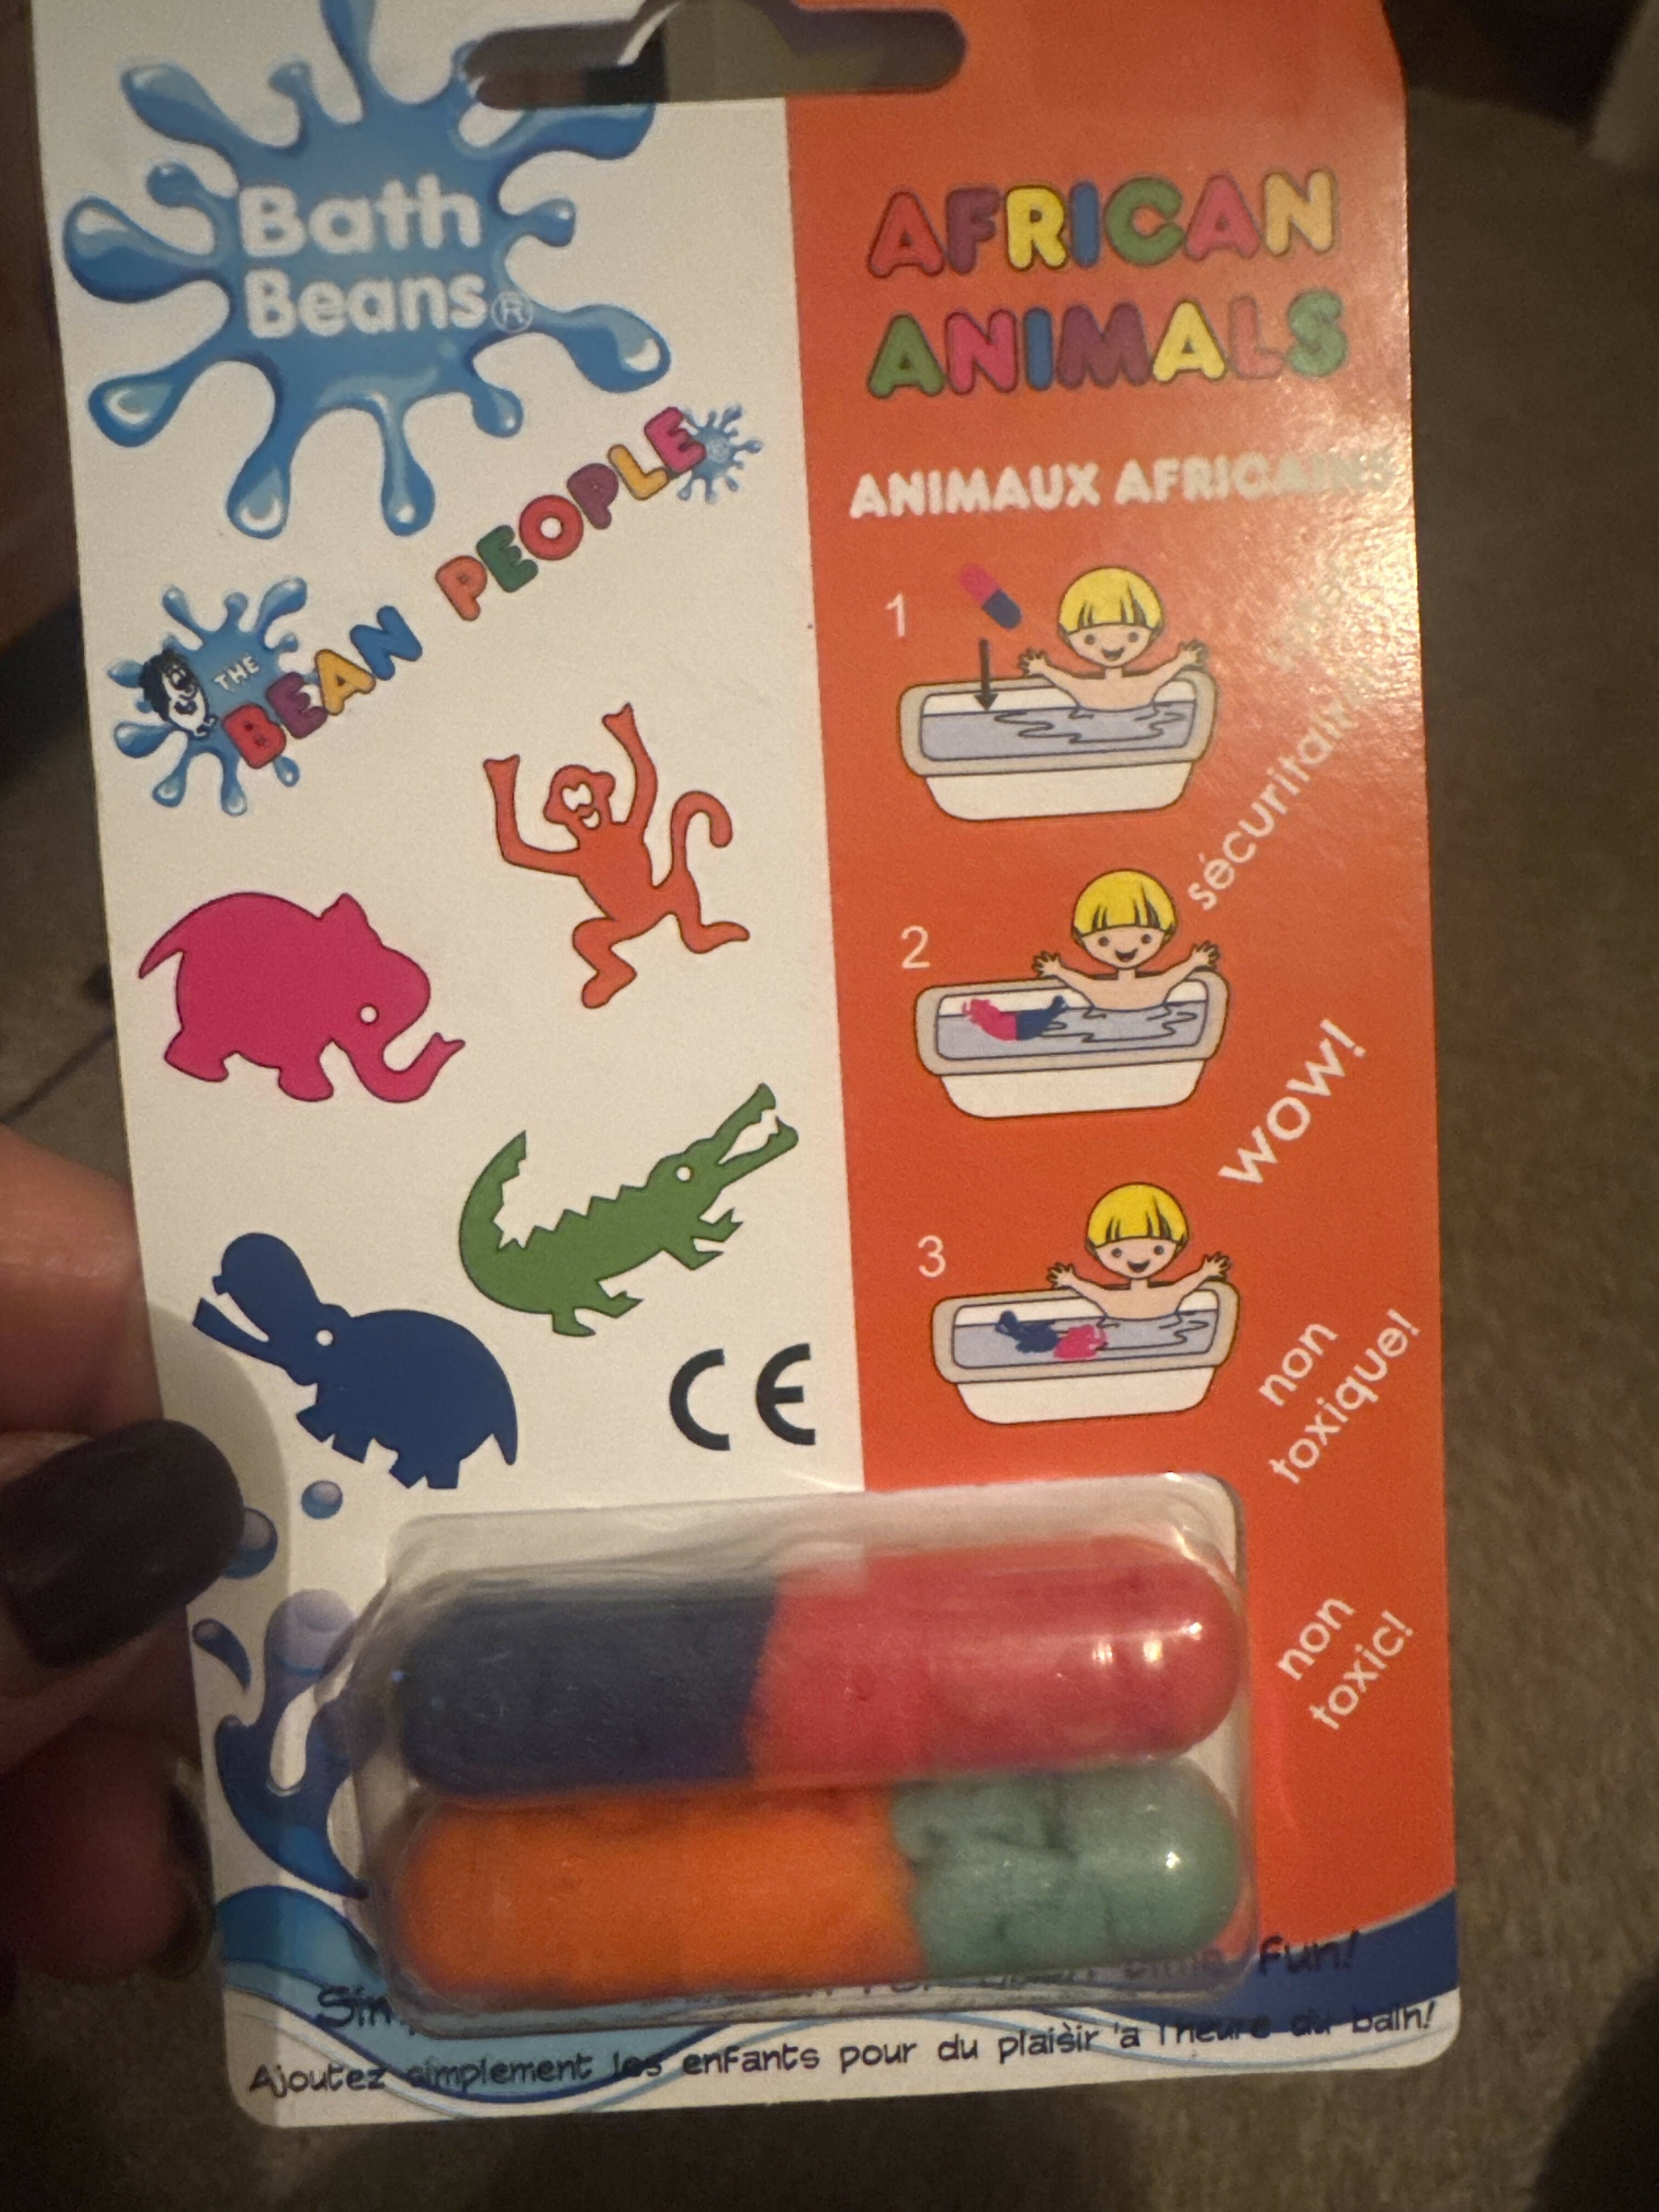 Bath
Beans®
THE
BEAN PEOPLE
CE
AFRICAN
ANIMALS
ANIMAUX AFRICAINS
1
sécuritaire
2
WOW!
3
non
toxique!
non
toxic!
time fun!
Ajoutez simplement les enfants pour du plaisir 'a l'heure du bain!